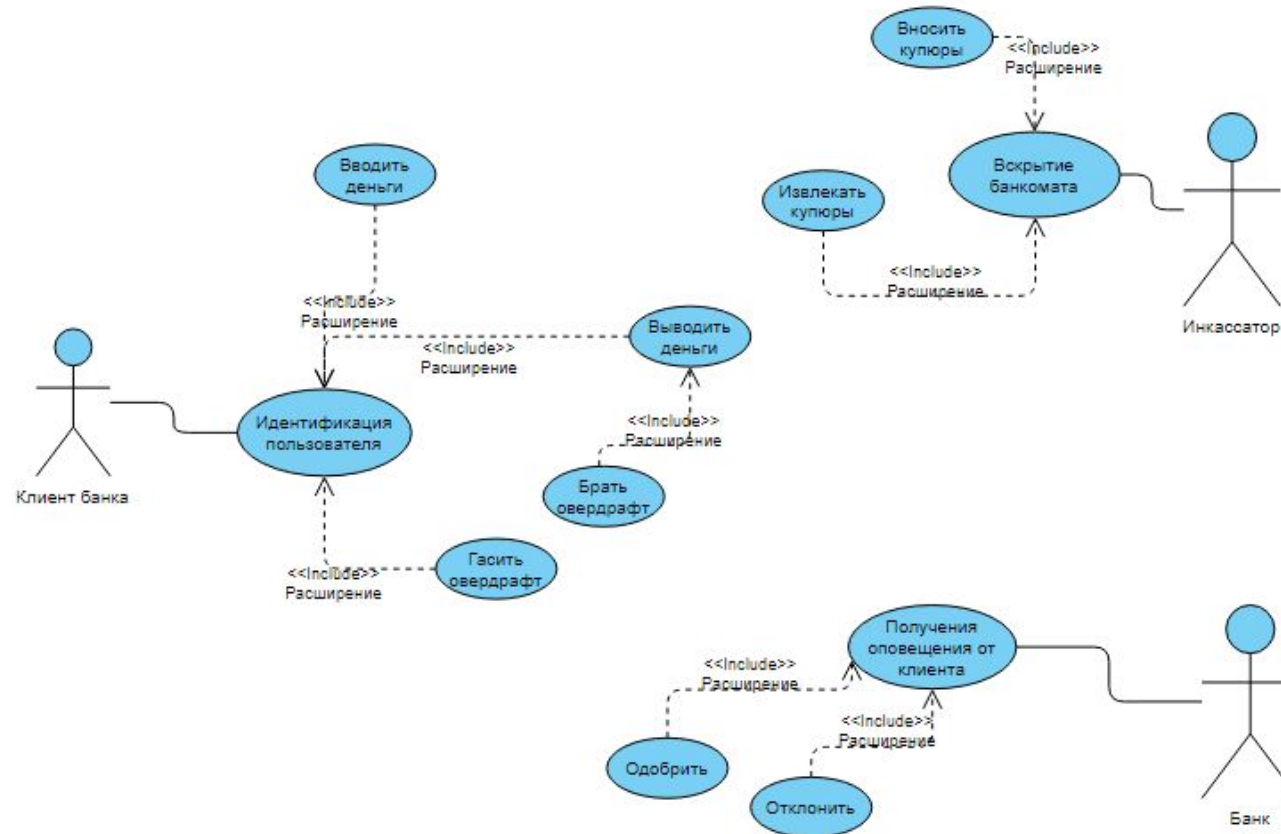 Вносить
купюры
<<Include>>
Расширение
Вскрытие
банкомата
Инкассатор
Извлекать
купюры
<<Include>>
Расширение
Вводить
деньги
<<Include>>
Расширение
Выводить
деньги
<<Include>>
Расширение
Идентификация
пользователя
Клиент банка
<<Include>>
Расширение
Брать
овердрафт
Гасить
овердрафт
<<Include>>
Расширение
Получения
оповещения от
клиента
<<Include>>
Расширение
<<Include>>
Расширение
Одобрить
Отклонить
Банк